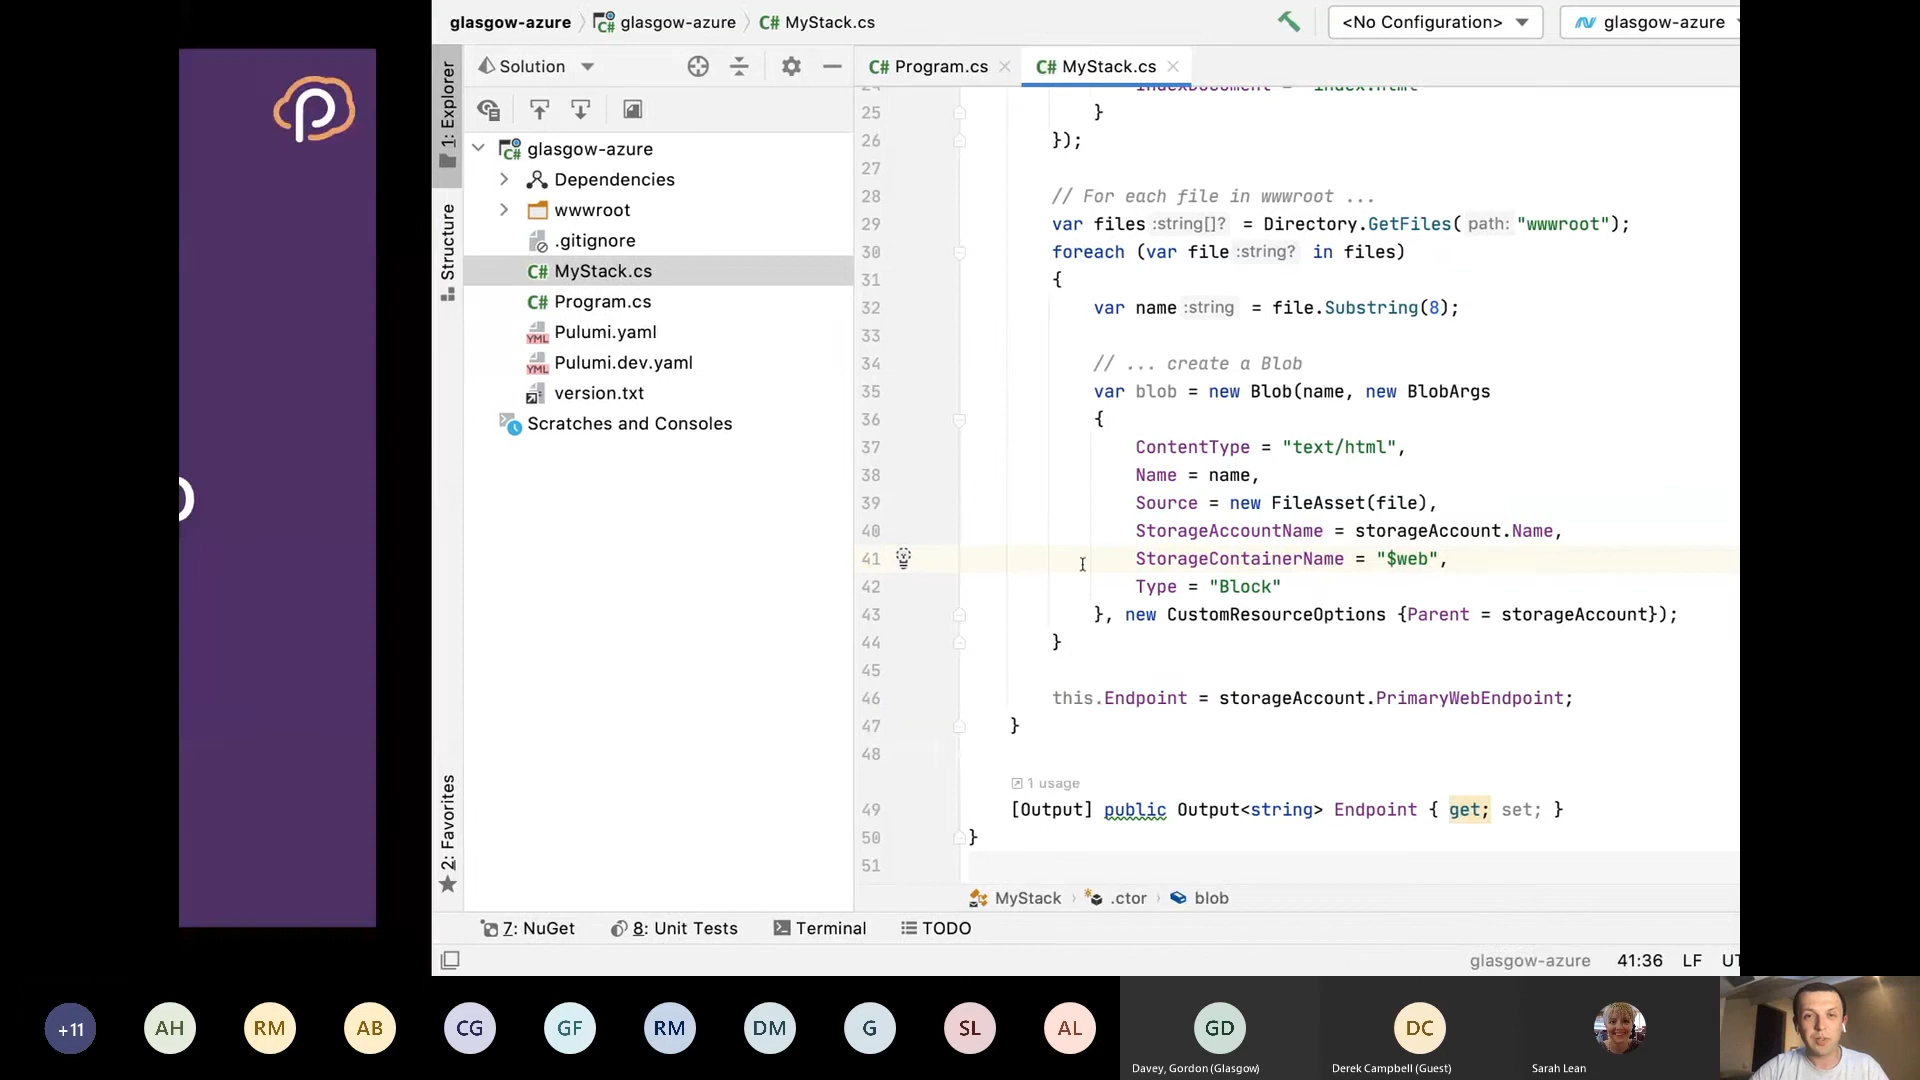 glasgow-azure glasgow-azure C# MyStack.cs
<No Configuration> glasgow-azure
1: Explorer
Structure
2: Favorites
Solution
glasgow-azure
Dependencies
wwwroot
.gitignore
C# MyStack.cs
C# Program.cs
YML Pulumi.yaml
YML Pulumi.dev.yaml
version.txt
Scratches and Consoles
C# Program.cs
C# MyStack.cs
25 }
26 });
27
28 // For each file in wwwroot ...
29 var files :string[]? = Directory.GetFiles( path: "wwwroot");
30 foreach (var file :string? in files)
31 {
32 var name :string = file.Substring(8);
33
34 // ... create a Blob
35 var blob = new Blob(name, new BlobArgs
36 {
37 ContentType = "text/html",
38 Name = name,
39 Source = new FileAsset(file),
40 StorageAccountName = storageAccount.Name,
41 StorageContainerName = "$web",
42 Type = "Block"
43 }, new CustomResourceOptions {Parent = storageAccount});
44 }
45
46 this.Endpoint = storageAccount.PrimaryWebEndpoint;
47 }
48
1 usage
49 [Output] public Output<string> Endpoint { get; set; }
50 }
51
MyStack .ctor blob
7: NuGet 8: Unit Tests Terminal TODO
glasgow-azure 41:36 LF
+11 AH RM AB CG GF RM DM G SL AL GD DC
Davey, Gordon (Glasgow) Derek Campbell (Guest) Sarah Lean